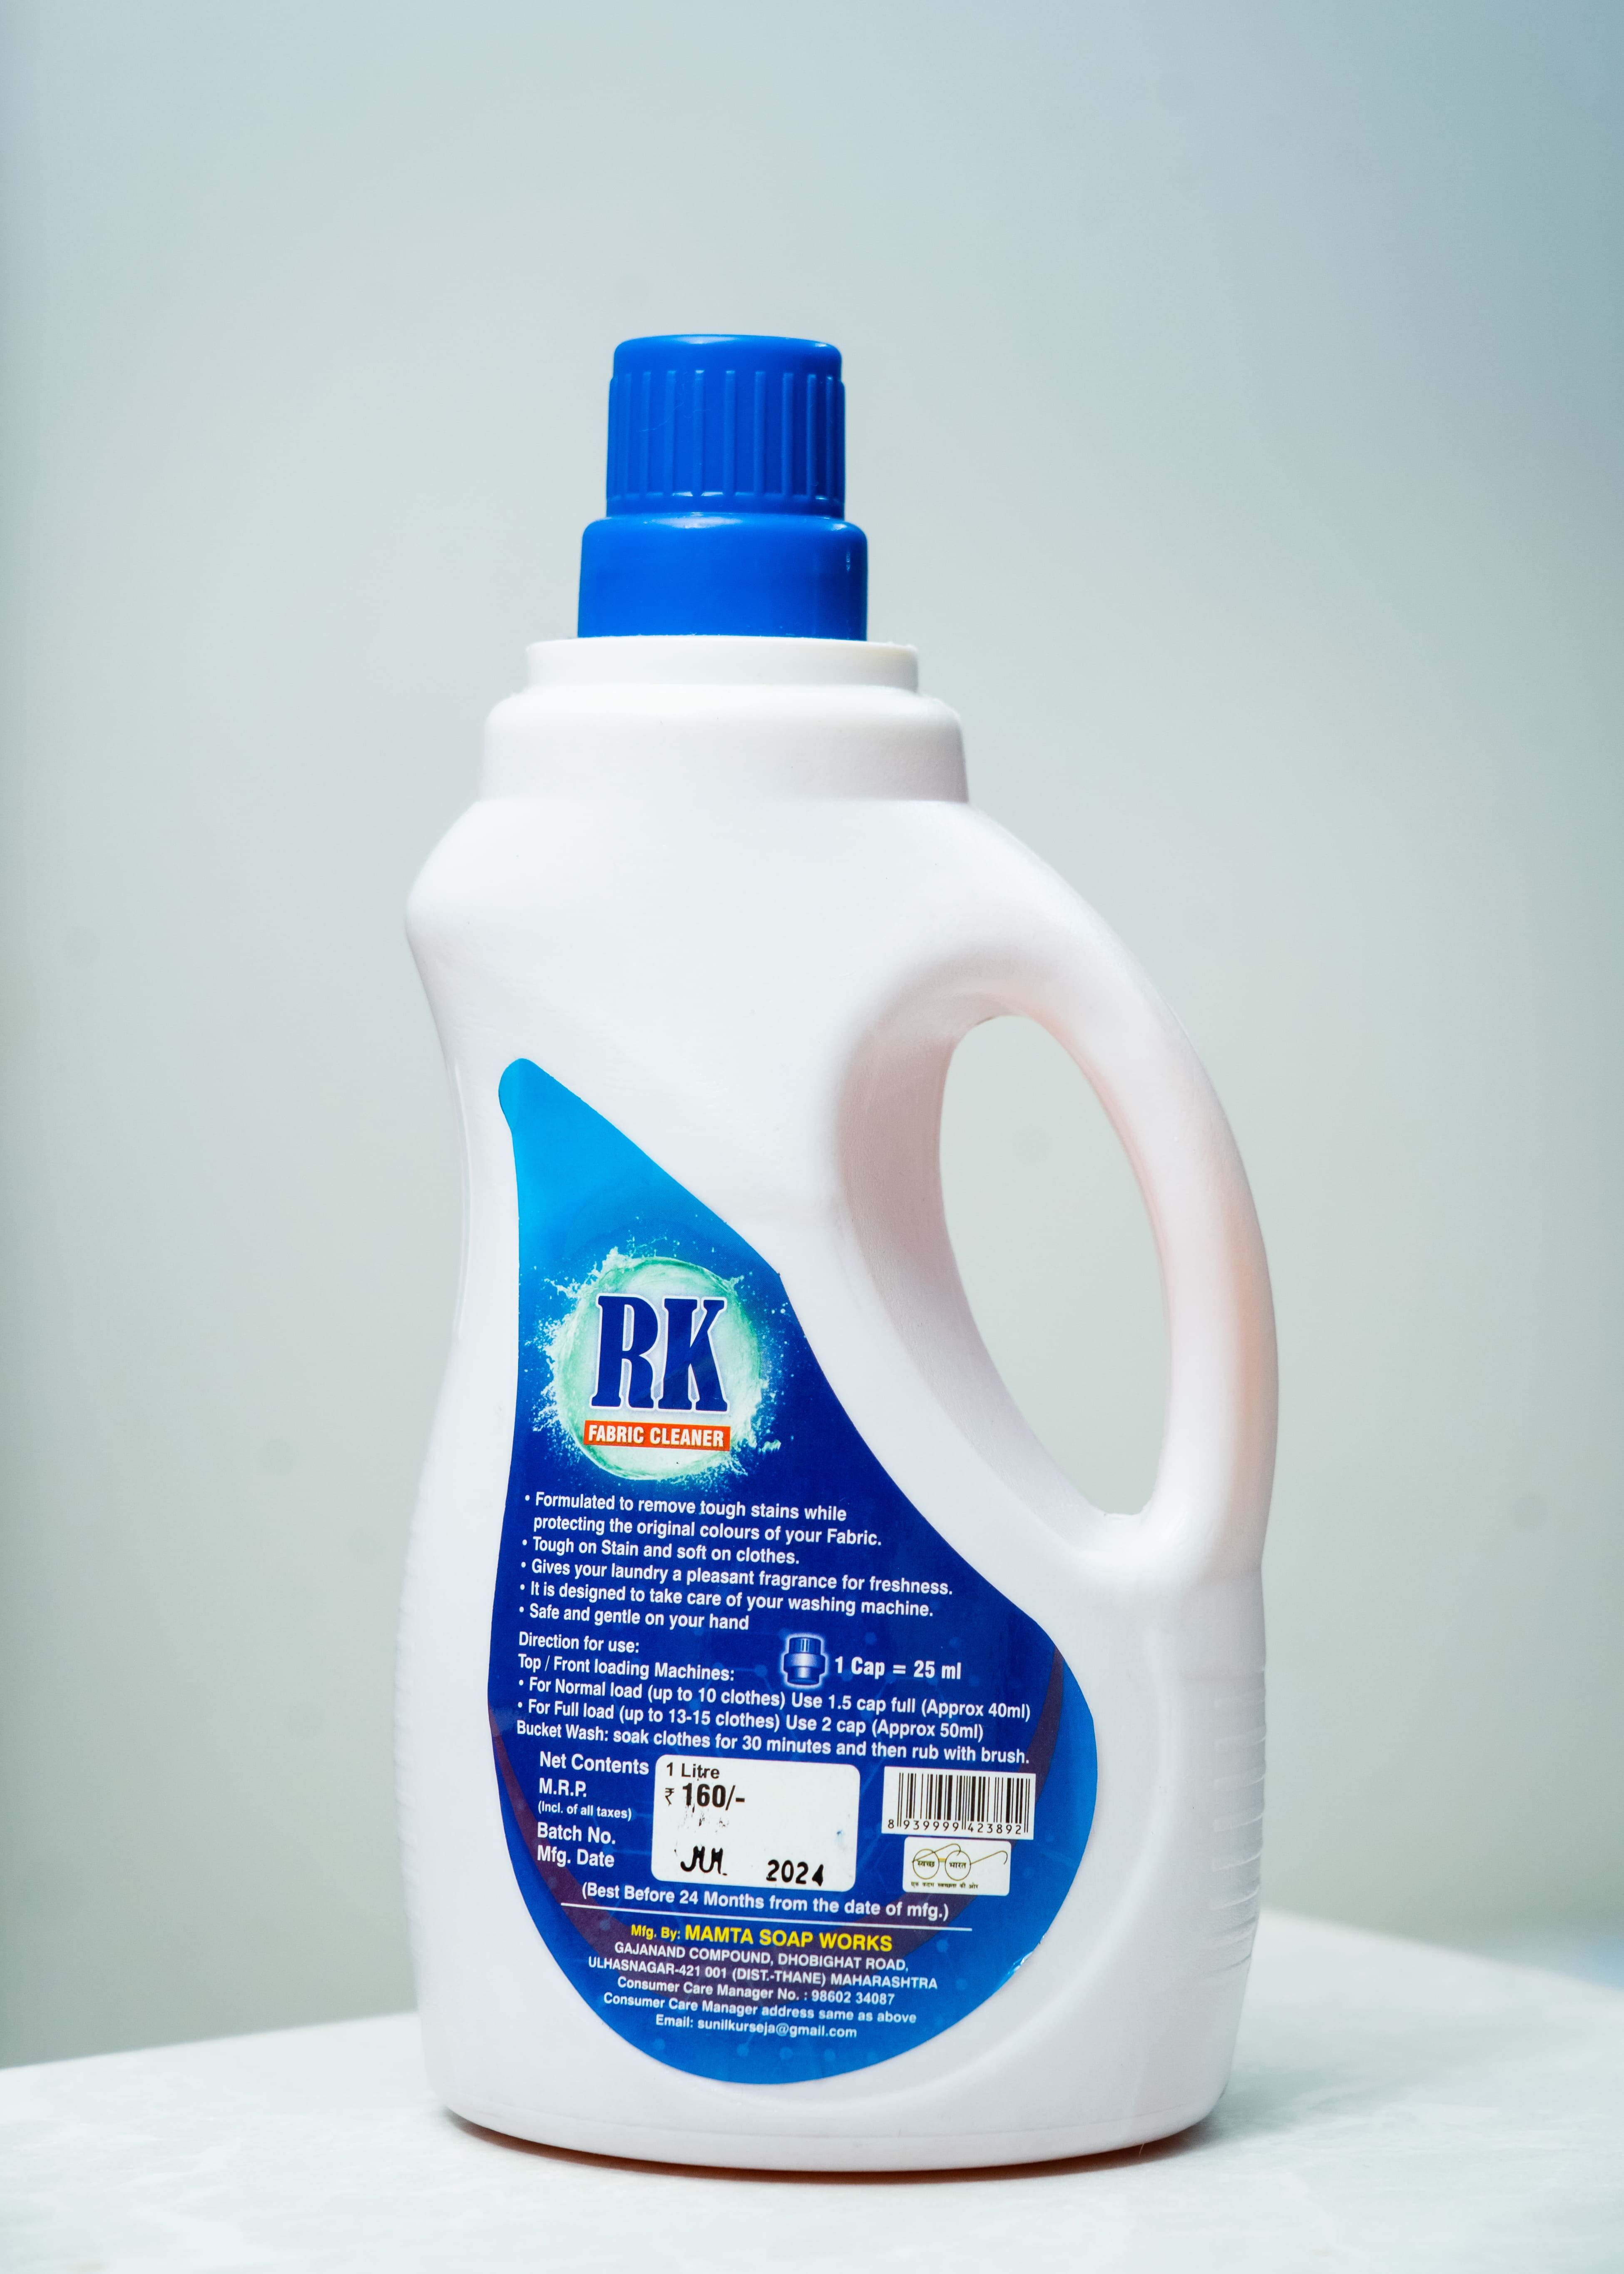 RK
FABRIC CLEANER
• Formulated to remove tough stains while
protecting the original colours of your Fabric.
• Tough on Stain and soft on clothes.
• Gives your laundry a pleasant fragrance for freshness.
• It is designed to take care of your washing machine.
• Safe and gentle on your hand
Direction for use:
Top / Front loading Machines:
1 Cap = 25 ml
• For Normal load (up to 10 clothes) Use 1.5 cap full (Approx 40ml)
• For Full load (up to 13-15 clothes) Use 2 cap (Approx 50ml)
Bucket Wash: soak clothes for 30 minutes and then rub with brush.
Net Contents 1 Litre
M.R.P. ₹ 160/-
(Incl. of all taxes)
Batch No.
Mfg. Date 2024
8 939999 423892
स्वच्छ भारत
एक कदम स्वच्छता की ओर
(Best Before 24 Months from the date of mfg.)
Mfg. By: MAMTA SOAP WORKS
GAJANAND COMPOUND, DHOBIGHAT ROAD,
ULHASNAGAR-421 001 (DIST.-THANE) MAHARASHTRA
Consumer Care Manager No. : 98602 34087
Consumer Care Manager address same as above
Email: sunilkurseja@gmail.com